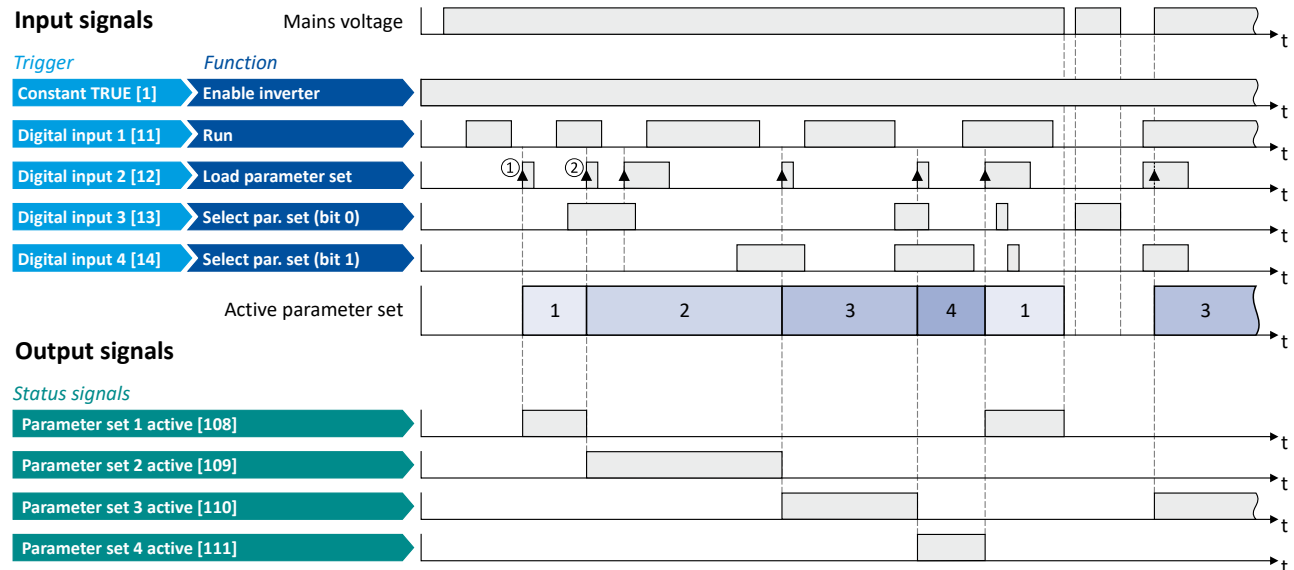 Input signals
Mains voltage
t
Trigger Function
Constant TRUE [1] Enable inverter
t
Digital input 1 [11] Run
t
Digital input 2 [12] Load parameter set ① ②
t
Digital input 3 [13] Select par. set (bit 0)
t
Digital input 4 [14] Select par. set (bit 1)
t
Active parameter set 1 2 3 4 1 3
t
Output signals
Status signals
Parameter set 1 active [108]
t
Parameter set 2 active [109]
t
Parameter set 3 active [110]
t
Parameter set 4 active [111]
t